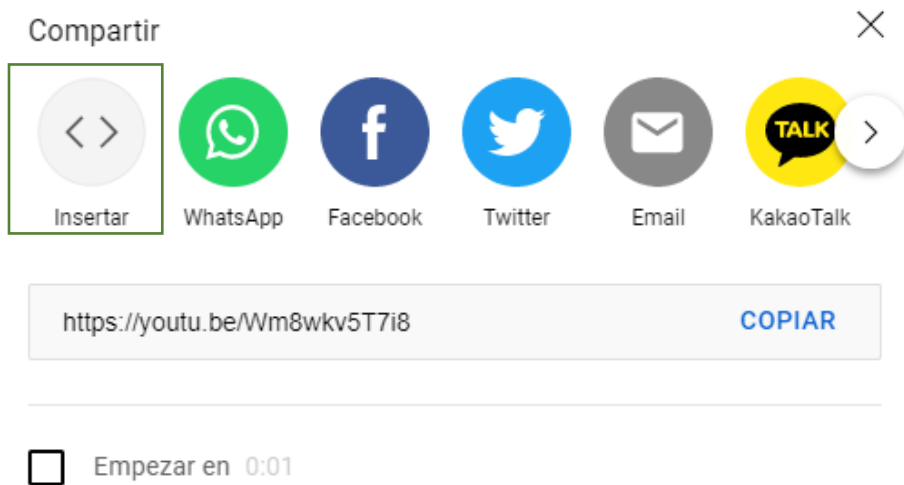 Compartir
TALK
Insertar WhatsApp Facebook Twitter Email KakaoTalk
https://youtu.be/Wm8wkv5T7i8 COPIAR
Empezar en 0:01